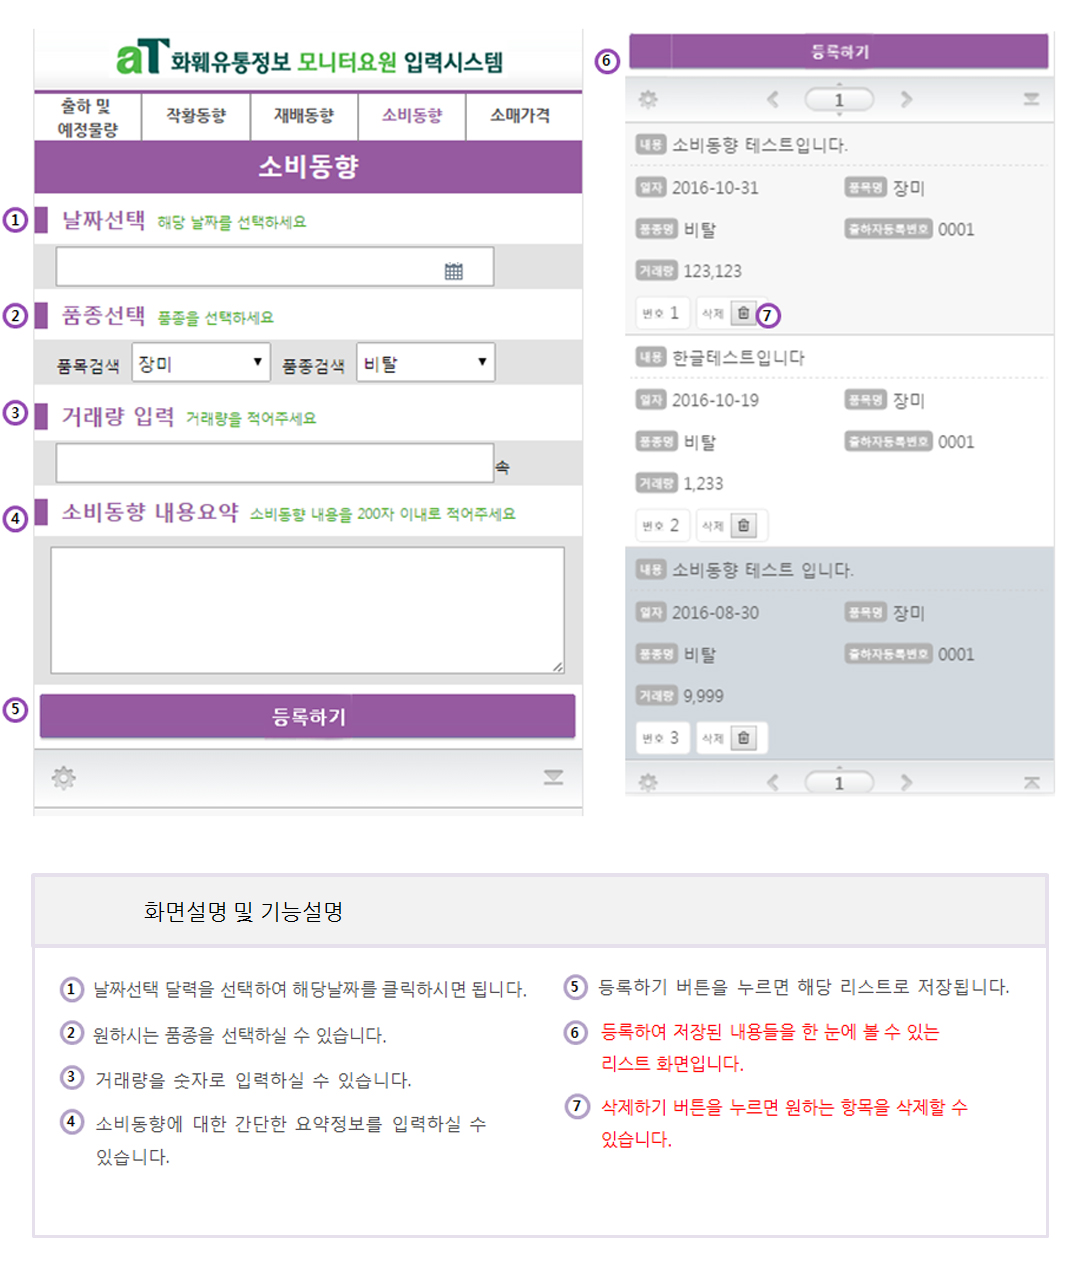 aT 화훼유통정보 모니터요원 입력시스템
출하 및
예정물량
작황동향
재배동향
소비동향
소매가격
소비동향
1 날짜선택 해당 날짜를 선택하세요
2 품종선택 품종을 선택하세요
품목검색 장미 품종검색 비탈
3 거래량 입력 거래량을 적어주세요
속
4 소비동향 내용요약 소비동향 내용을 200자 이내로 적어주세요
5 등록하기
6 등록하기
1
내용 소비동향 테스트입니다.
일자 2016-10-31 품목명 장미
품종명 비탈 출하자등록번호 0001
거래량 123,123
번호 1 삭제 7
내용 한글테스트입니다
일자 2016-10-19 품목명 장미
품종명 비탈 출하자등록번호 0001
거래량 1,233
번호 2 삭제
내용 소비동향 테스트 입니다.
일자 2016-08-30 품목명 장미
품종명 비탈 출하자등록번호 0001
거래량 9,999
번호 3 삭제
1
화면설명 및 기능설명
1 날짜선택 달력을 선택하여 해당날짜를 클릭하시면 됩니다.
2 원하시는 품종을 선택하실 수 있습니다.
3 거래량을 숫자로 입력하실 수 있습니다.
4 소비동향에 대한 간단한 요약정보를 입력하실 수
있습니다.
5 등록하기 버튼을 누르면 해당 리스트로 저장됩니다.
6 등록하여 저장된 내용들을 한 눈에 볼 수 있는
리스트 화면입니다.
7 삭제하기 버튼을 누르면 원하는 항목을 삭제할 수
있습니다.